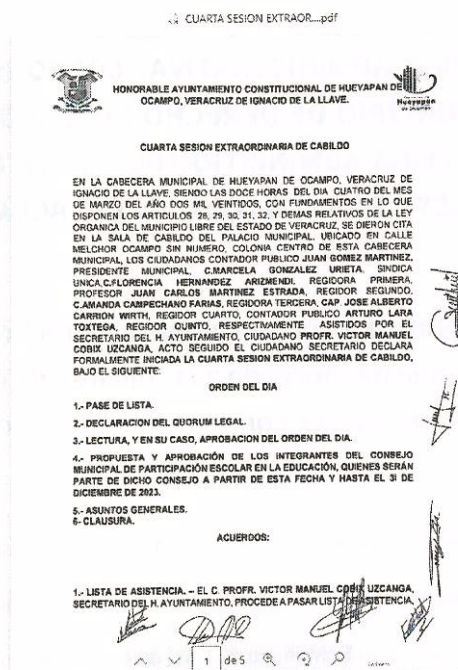 CUARTA SESION EXTRAOR....pdf
HONORABLE AYUNTAMIENTO CONSTITUCIONAL DE HUEYAPAN DE
OCAMPO, VERACRUZ DE IGNACIO DE LA LLAVE.
Hueyapan
CUARTA SESION EXTRAORDINARIA DE CABILDO
EN LA CABECERA MUNICIPAL DE HUEYAPAN DE OCAMPO, VERACRUZ DE
IGNACIO DE LA LLAVE, SIENDO LAS DOCE HORAS DEL DIA CUATRO DEL MES
DE MARZO DEL AÑO DOS MIL VEINTIDOS, CON FUNDAMENTOS EN LO QUE
DISPONEN LOS ARTICULOS 28, 29, 30, 31, 32, Y DEMAS RELATIVOS DE LA LEY
ORGANICA DEL MUNICIPIO LIBRE DEL ESTADO DE VERACRUZ, SE DIERON CITA
EN LA SALA DE CABILDO DEL PALACIO MUNICIPAL, UBICADO EN CALLE
MELCHOR OCAMPO SIN NUMERO, COLONIA CENTRO DE ESTA CABECERA
MUNICIPAL, LOS CIUDADANOS CONTADOR PUBLICO JUAN GOMEZ MARTINEZ,
PRESIDENTE MUNICIPAL, C.MARCELA GONZALEZ URIETA, SINDICA
UNICA,C.FLORENCIA HERNANDEZ ARIZMENDI, REGIDORA PRIMERA,
PROFESOR JUAN CARLOS MARTINEZ ESTRADA, REGIDOR SEGUNDO,
C.AMANDA CAMPECHANO FARIAS, REGIDORA TERCERA, CAP. JOSE ALBERTO
CARRION WIRTH, REGIDOR CUARTO, CONTADOR PUBLICO ARTURO LARA
TOXTEGA, REGIDOR QUINTO, RESPECTIVAMENTE ASISTIDOS POR EL
SECRETARIO DEL H. AYUNTAMIENTO, CIUDADANO PROFR. VICTOR MANUEL
COBIX UZCANGA, ACTO SEGUIDO EL CIUDADANO SECRETARIO DECLARA
FORMALMENTE INICIADA LA CUARTA SESION EXTRAORDINARIA DE CABILDO,
BAJO EL SIGUIENTE:
ORDEN DEL DIA
1.- PASE DE LISTA.
2.- DECLARACION DEL QUORUM LEGAL.
3.- LECTURA, Y EN SU CASO, APROBACION DEL ORDEN DEL DIA.
4.- PROPUESTA Y APROBACIÓN DE LOS INTEGRANTES DEL CONSEJO
MUNICIPAL DE PARTICIPACIÓN ESCOLAR EN LA EDUCACIÓN, QUIENES SERÁN
PARTE DE DICHO CONSEJO A PARTIR DE ESTA FECHA Y HASTA EL 31 DE
DICIEMBRE DE 2023.
5.- ASUNTOS GENERALES.
6- CLAUSURA.
ACUERDOS:
1.- LISTA DE ASISTENCIA. – EL C. PROFR. VICTOR MANUEL COBIX UZCANGA,
SECRETARIO DEL H. AYUNTAMIENTO, PROCEDE A PASAR LISTA DE ASISTENCIA,
1 de 5